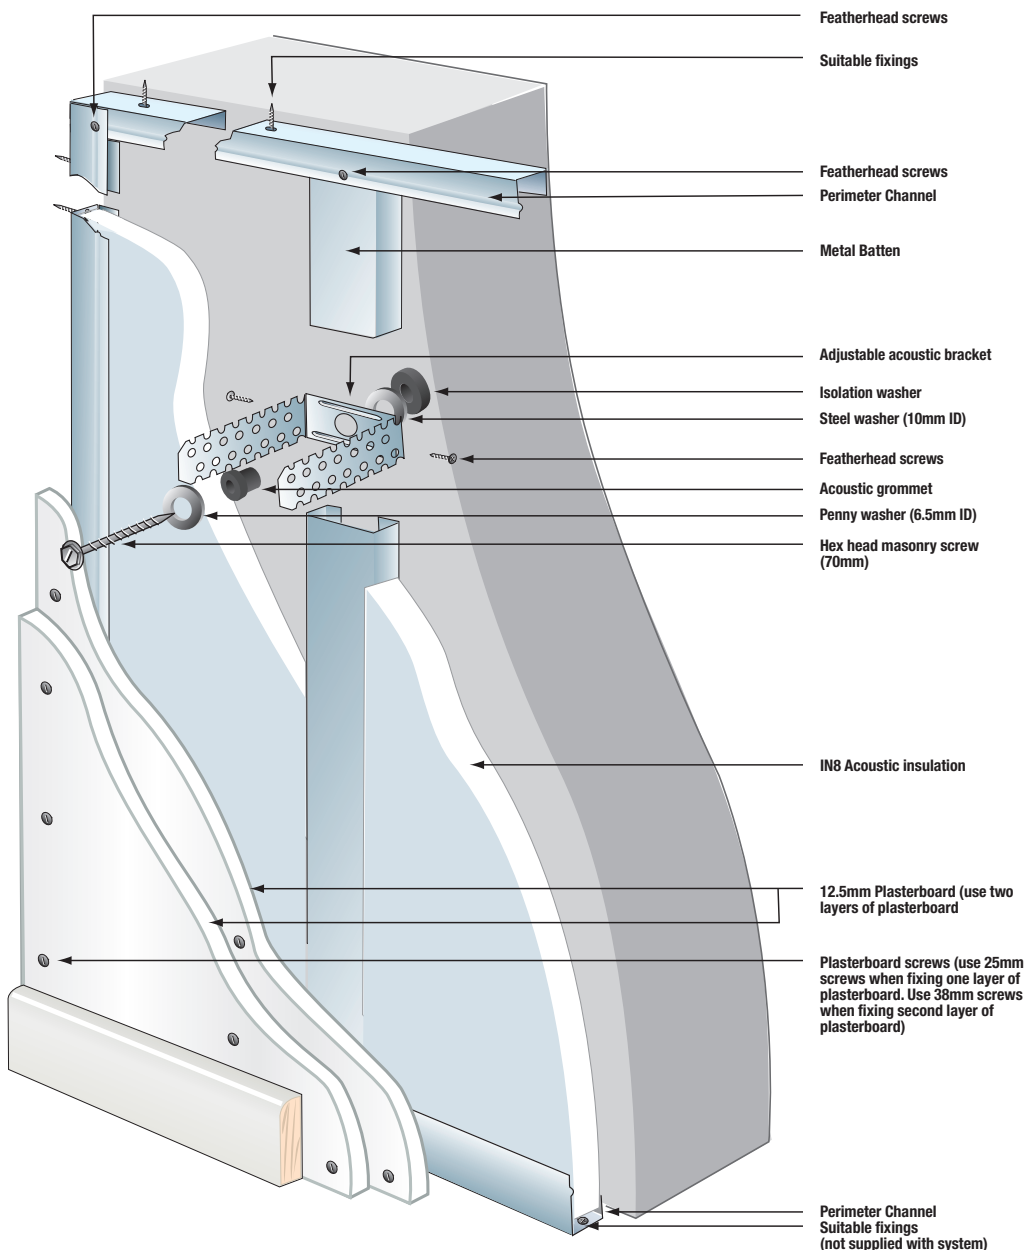 Featherhead screws
Suitable fixings
Featherhead screws
Perimeter Channel
Metal Batten
Adjustable acoustic bracket
Isolation washer
Steel washer (10mm ID)
Featherhead screws
Acoustic grommet
Penny washer (6.5mm ID)
Hex head masonry screw
(70mm)
IN8 Acoustic insulation
12.5mm Plasterboard (use two
layers of plasterboard
Plasterboard screws (use 25mm
screws when fixing one layer of
plasterboard. Use 38mm screws
when fixing second layer of
plasterboard)
Perimeter Channel
Suitable fixings
(not supplied with system)